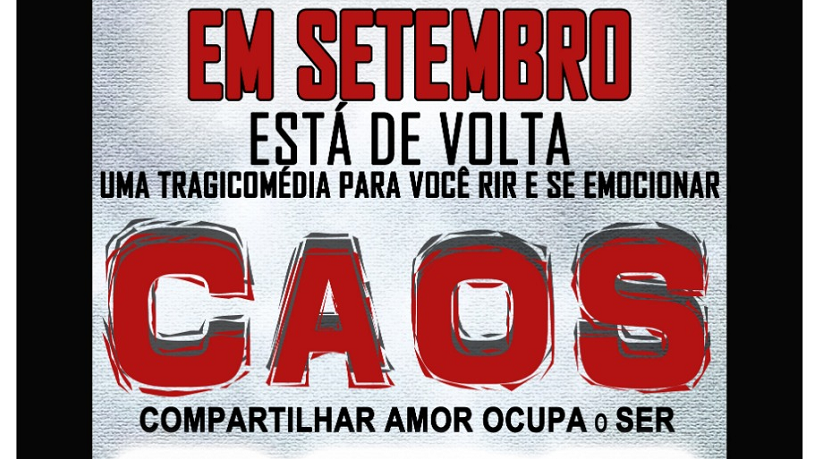 EM SETEMBRO
ESTÁ DE VOLTA
UMA TRAGICOMÉDIA PARA VOCÊ RIR E SE EMOCIONAR
CAOS
COMPARTILHAR AMOR OCUPA o SER